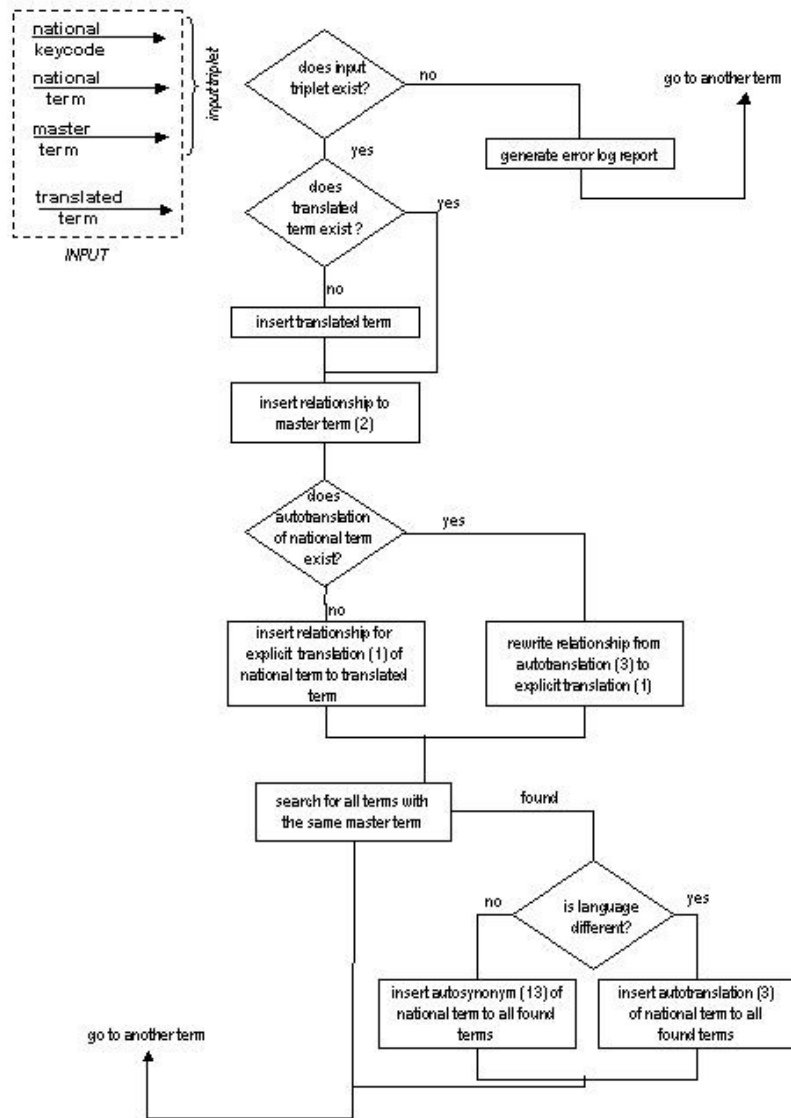 national
keycode
national
term
master
term
input triplet
translated
term
INPUT
does input
triplet exist?
no
go to another term
generate error log report
yes
does
translated
term exist ?
yes
no
insert translated term
insert relationship to
master term (2)
does
autotranslation
of national term
exist?
yes
no
insert relationship for
explicit translation (1) of
national term to translated
term
rewrite relationship from
autotranslation (3) to
explicit translation (1)
search for all terms with
the same master term
found
is language
different?
no
yes
insert autosynonym (13) of
national term to all found
terms
insert autotranslation (3)
of national term to all
found terms
go to another term